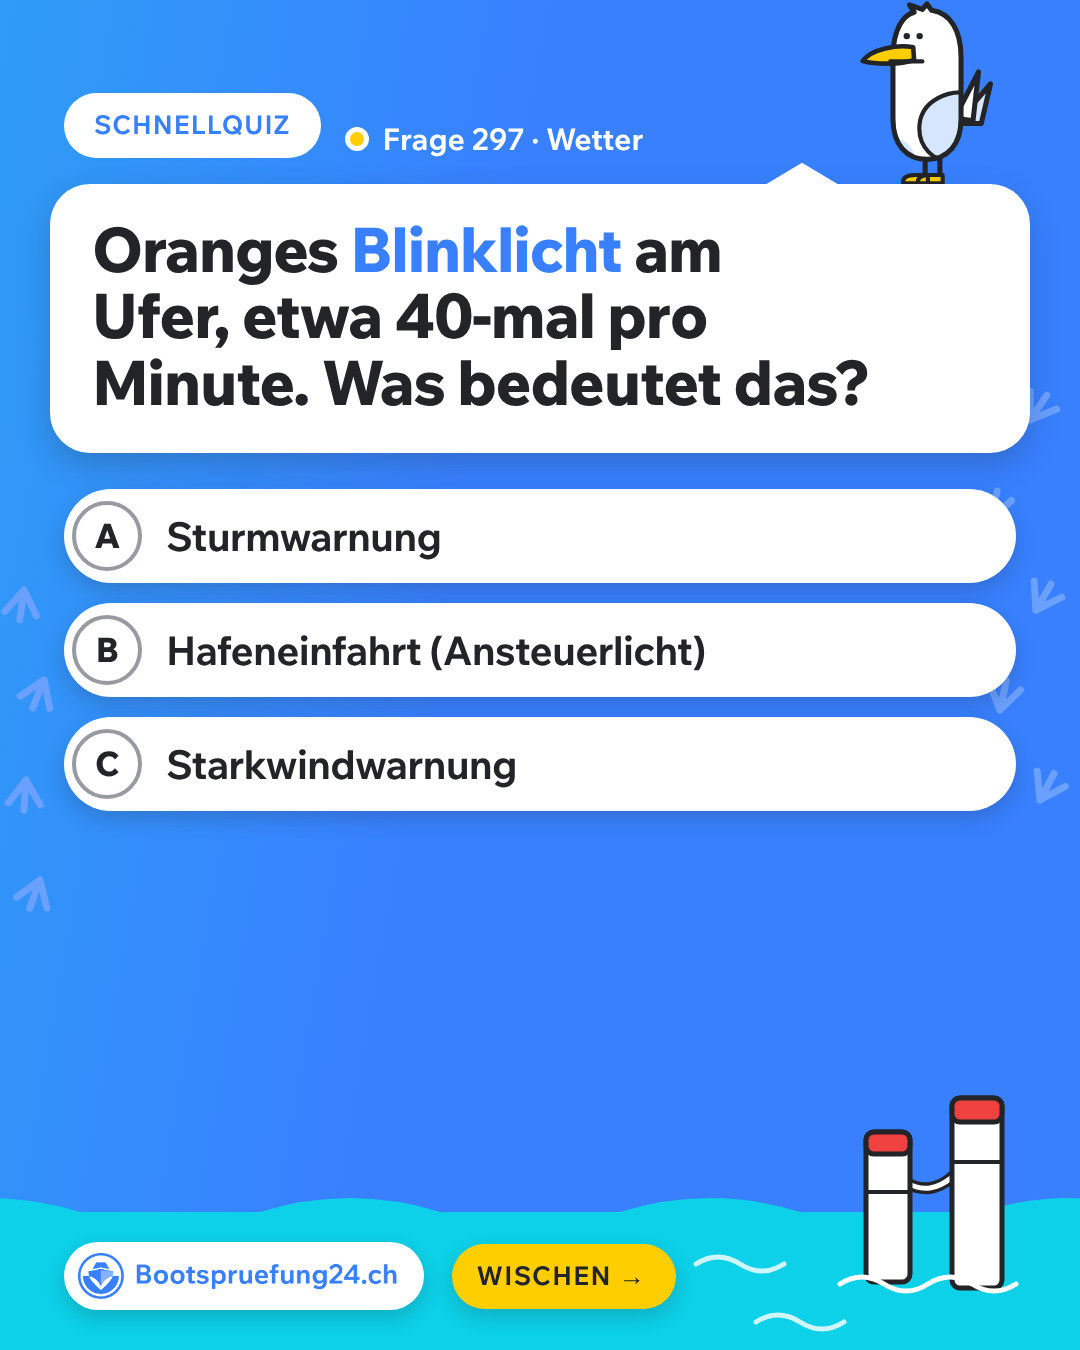 SCHNELLQUIZ
Frage 297 · Wetter
Oranges Blinklicht am
Ufer, etwa 40-mal pro
Minute. Was bedeutet das?
A Sturmwarnung
B Hafeneinfahrt (Ansteuerlicht)
C Starkwindwarnung
Bootspruefung24.ch
WISCHEN →